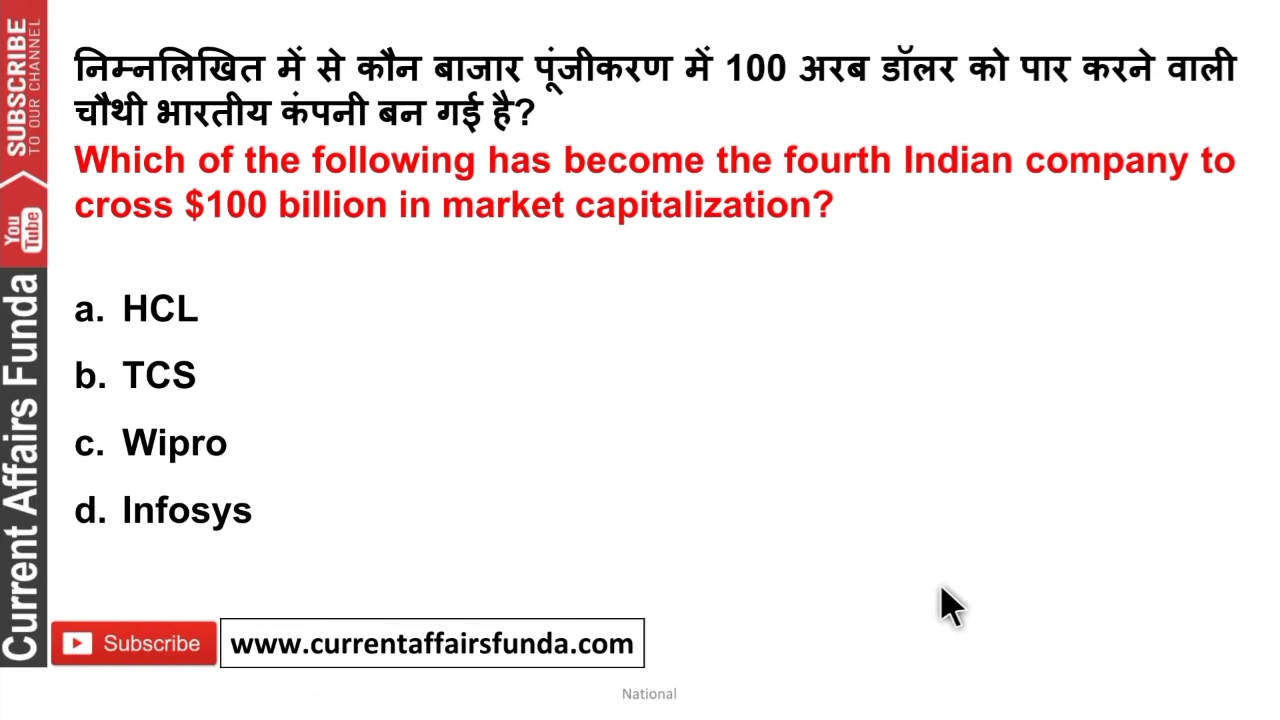 निम्नलिखित में से कौन बाजार पूंजीकरण में 100 अरब डॉलर को पार करने वाली
चौथी भारतीय कंपनी बन गई है?
Which of the following has become the fourth Indian company to
cross $100 billion in market capitalization?
a. HCL
b. TCS
c. Wipro
d. Infosys
SUBSCRIBE
TO OUR CHANNEL
You
Tube
Current Affairs Funda
Subscribe
www.currentaffairsfunda.com
National